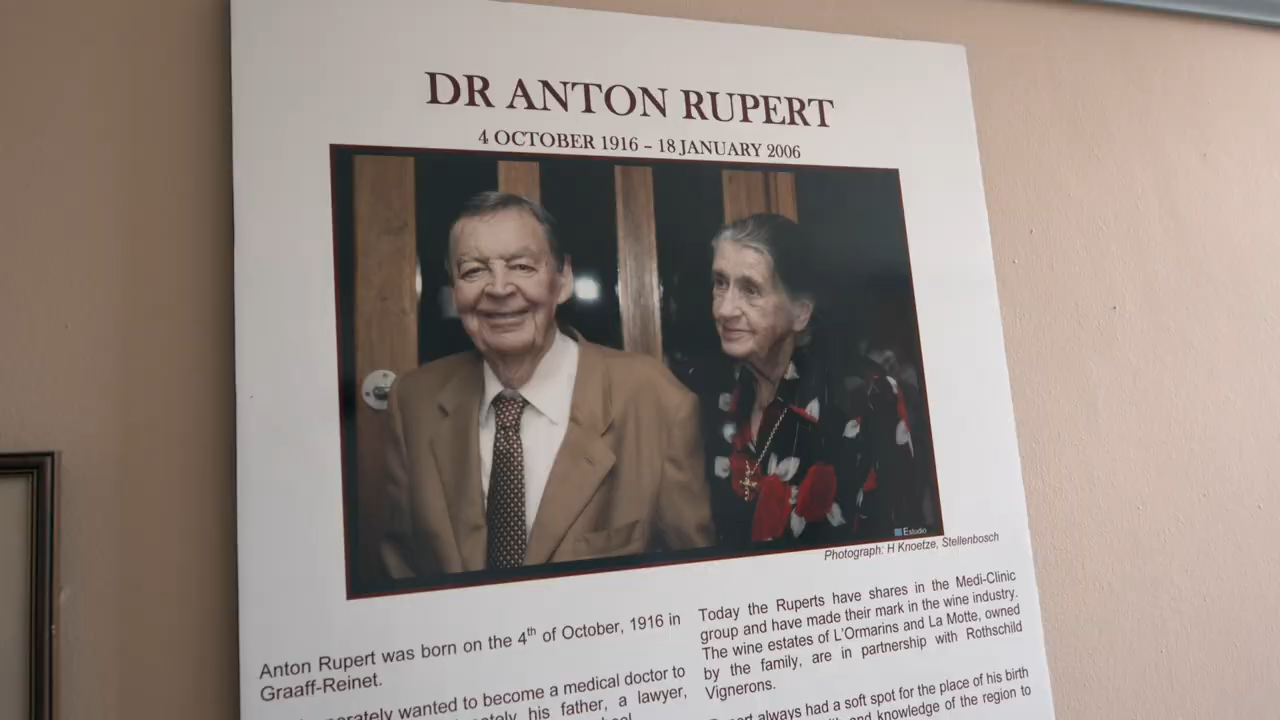 DR ANTON RUPERT
4 OCTOBER 1916 – 18 JANUARY 2006
Estudio
Photograph: H Knoetze, Stellenbosch
Anton Rupert was born on the 4th of October, 1916 in
Graaff-Reinet.
wanted to become a medical doctor to
his father, a lawyer,
Today the Ruperts have shares in the Medi-Clinic
group and have made their mark in the wine industry.
The wine estates of L'Ormarins and La Motte, owned
by the family, are in partnership with Rothschild
Vignerons.
always had a soft spot for the place of his birth
and knowledge of the region to